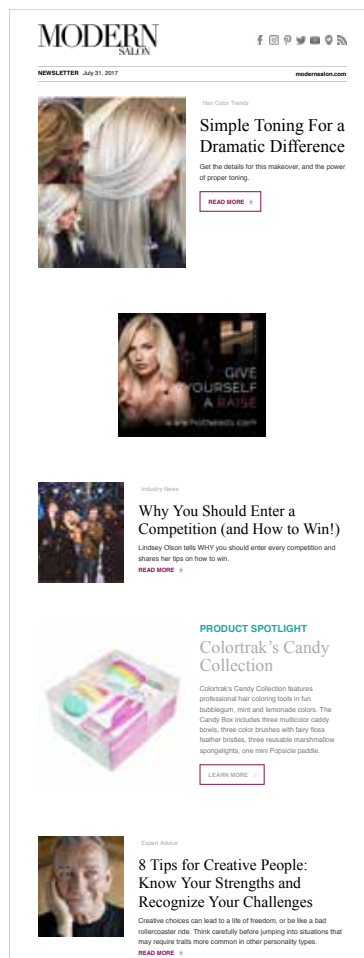 MODERN
SALON
NEWSLETTER July 31, 2017
modernsalon.com
Hair Color Trends
Simple Toning For a
Dramatic Difference
Get the details for this makeover, and the power
of proper toning.
READ MORE
H
GIVE
YOURSELF
A RAISE
www.hotheads.com
Industry News
Why You Should Enter a
Competition (and How to Win!)
Lindsey Olson tells WHY you should enter every competition and
shares her tips on how to win.
READ MORE
PRODUCT SPOTLIGHT
Colortrak's Candy
Collection
Colortrak's Candy Collection features
professional hair coloring tools in fun
bubblegum, mint and lemonade colors. The
Candy Box includes three multicolor caddy
bowls, three color brushes with fairy floss
feather bristles, three reusable marshmallow
spongelights, one mini Popsicle paddle.
LEARN MORE
Expert Advice
8 Tips for Creative People:
Know Your Strengths and
Recognize Your Challenges
Creative choices can lead to a life of freedom, or be like a bad
rollercoaster ride. Think carefully before jumping into situations that
may require traits more common in other personality types.
READ MORE